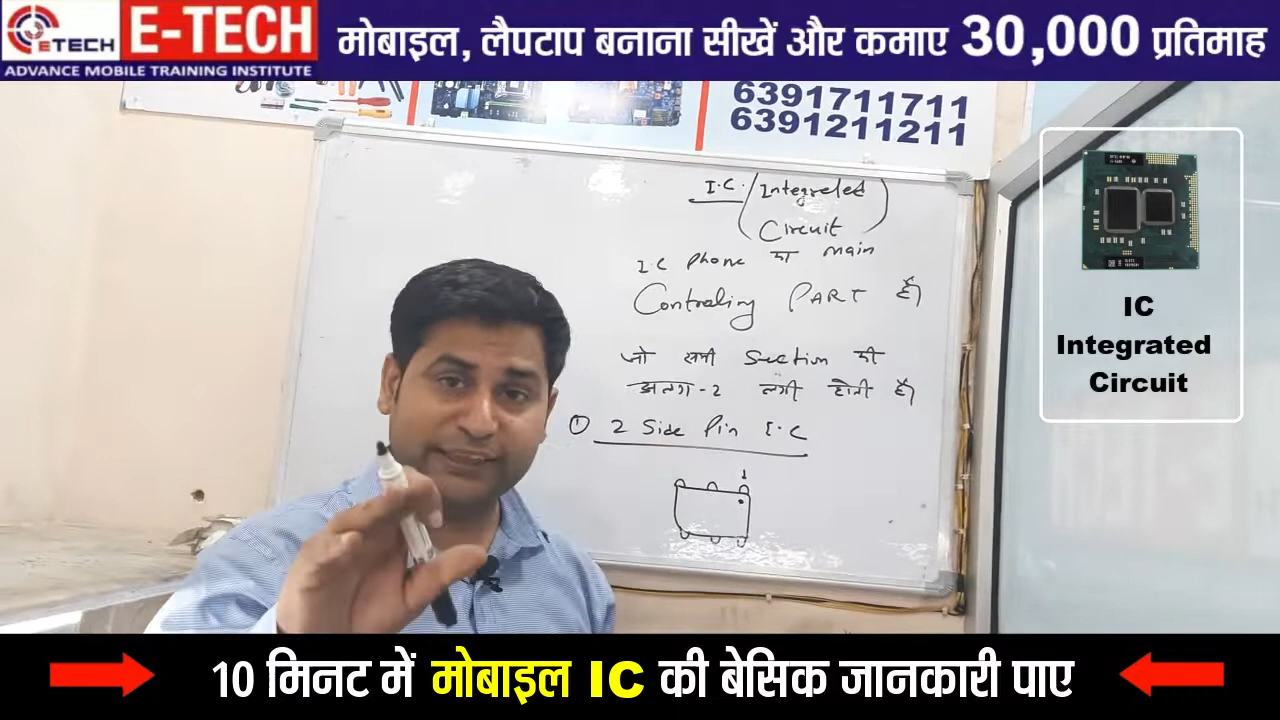 ETECH E-TECH
ADVANCE MOBILE TRAINING INSTITUTE
मोबाइल, लैपटाप बनाना सीखें और कमाए 30,000 प्रतिमाह
6391711711
6391211211
I.C. (Integreled
Circuit)
I.C Phone का main
Controling PART हैं
जो सभी Section की
अलग-2 लगी होती हैं
① 2 Side Pin I.C
IC
Integrated
Circuit
10 मिनट में मोबाइल IC की बेसिक जानकारी पाए